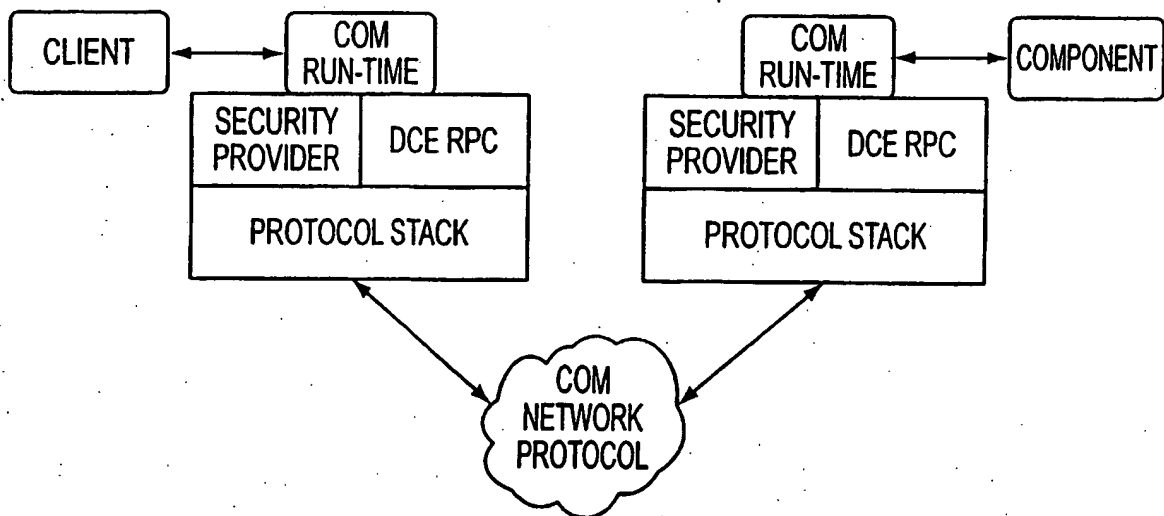 CLIENT
COM
RUN-TIME
SECURITY
PROVIDER
DCE RPC
PROTOCOL STACK
COM
RUN-TIME
COMPONENT
SECURITY
PROVIDER
DCE RPC
PROTOCOL STACK
COM
NETWORK
PROTOCOL